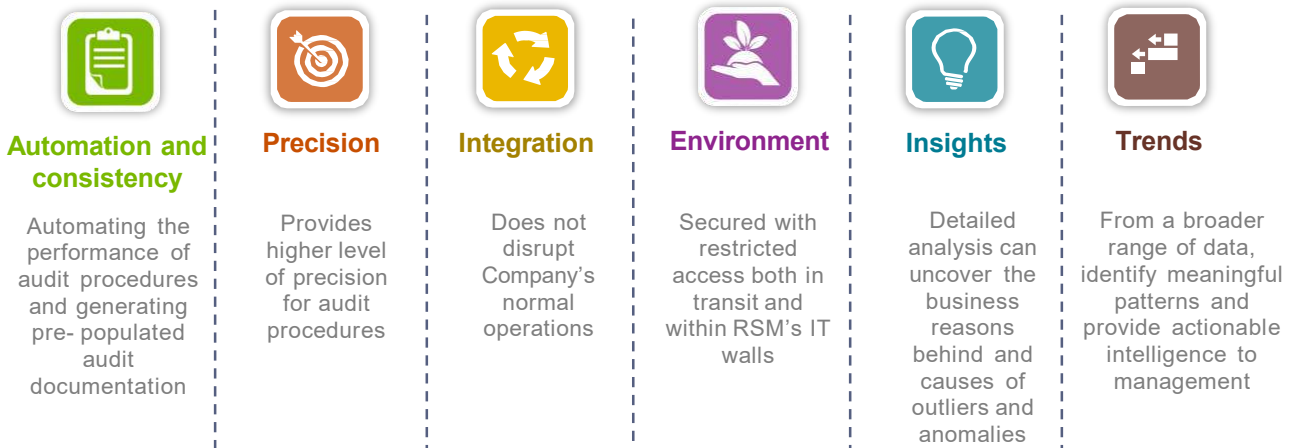 Automation and
consistency
Automating the
performance of
audit procedures
and generating
pre- populated
audit
documentation
Precision
Provides
higher level
of precision
for audit
procedures
Integration
Does not
disrupt
Company's
normal
operations
Environment
Secured with
restricted
access both in
transit and
within RSM's IT
walls
Insights
Detailed
analysis can
uncover the
business
reasons
behind and
causes of
outliers and
anomalies
Trends
From a broader
range of data,
identify meaningful
patterns and
provide actionable
intelligence to
management